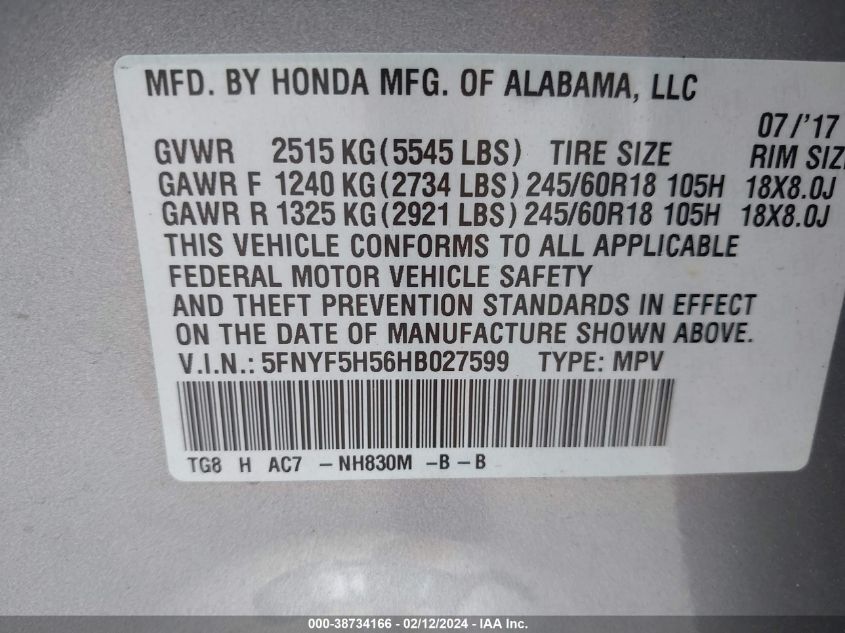 MFD. BY HONDA MFG. OF ALABAMA, LLC
07/'17
GVWR 2515 KG (5545 LBS) TIRE SIZE RIM SIZE
GAWR F 1240 KG (2734 LBS) 245/60R18 105H 18X8.0J
GAWR R 1325 KG (2921 LBS) 245/60R18 105H 18X8.0J
THIS VEHICLE CONFORMS TO ALL APPLICABLE
FEDERAL MOTOR VEHICLE SAFETY
AND THEFT PREVENTION STANDARDS IN EFFECT
ON THE DATE OF MANUFACTURE SHOWN ABOVE.
V.I.N.: 5FNYF5H56HB027599 TYPE: MPV
TG8 H AC7 -NH830M -B-B
000-38734166 - 02/12/2024 - IAA Inc.